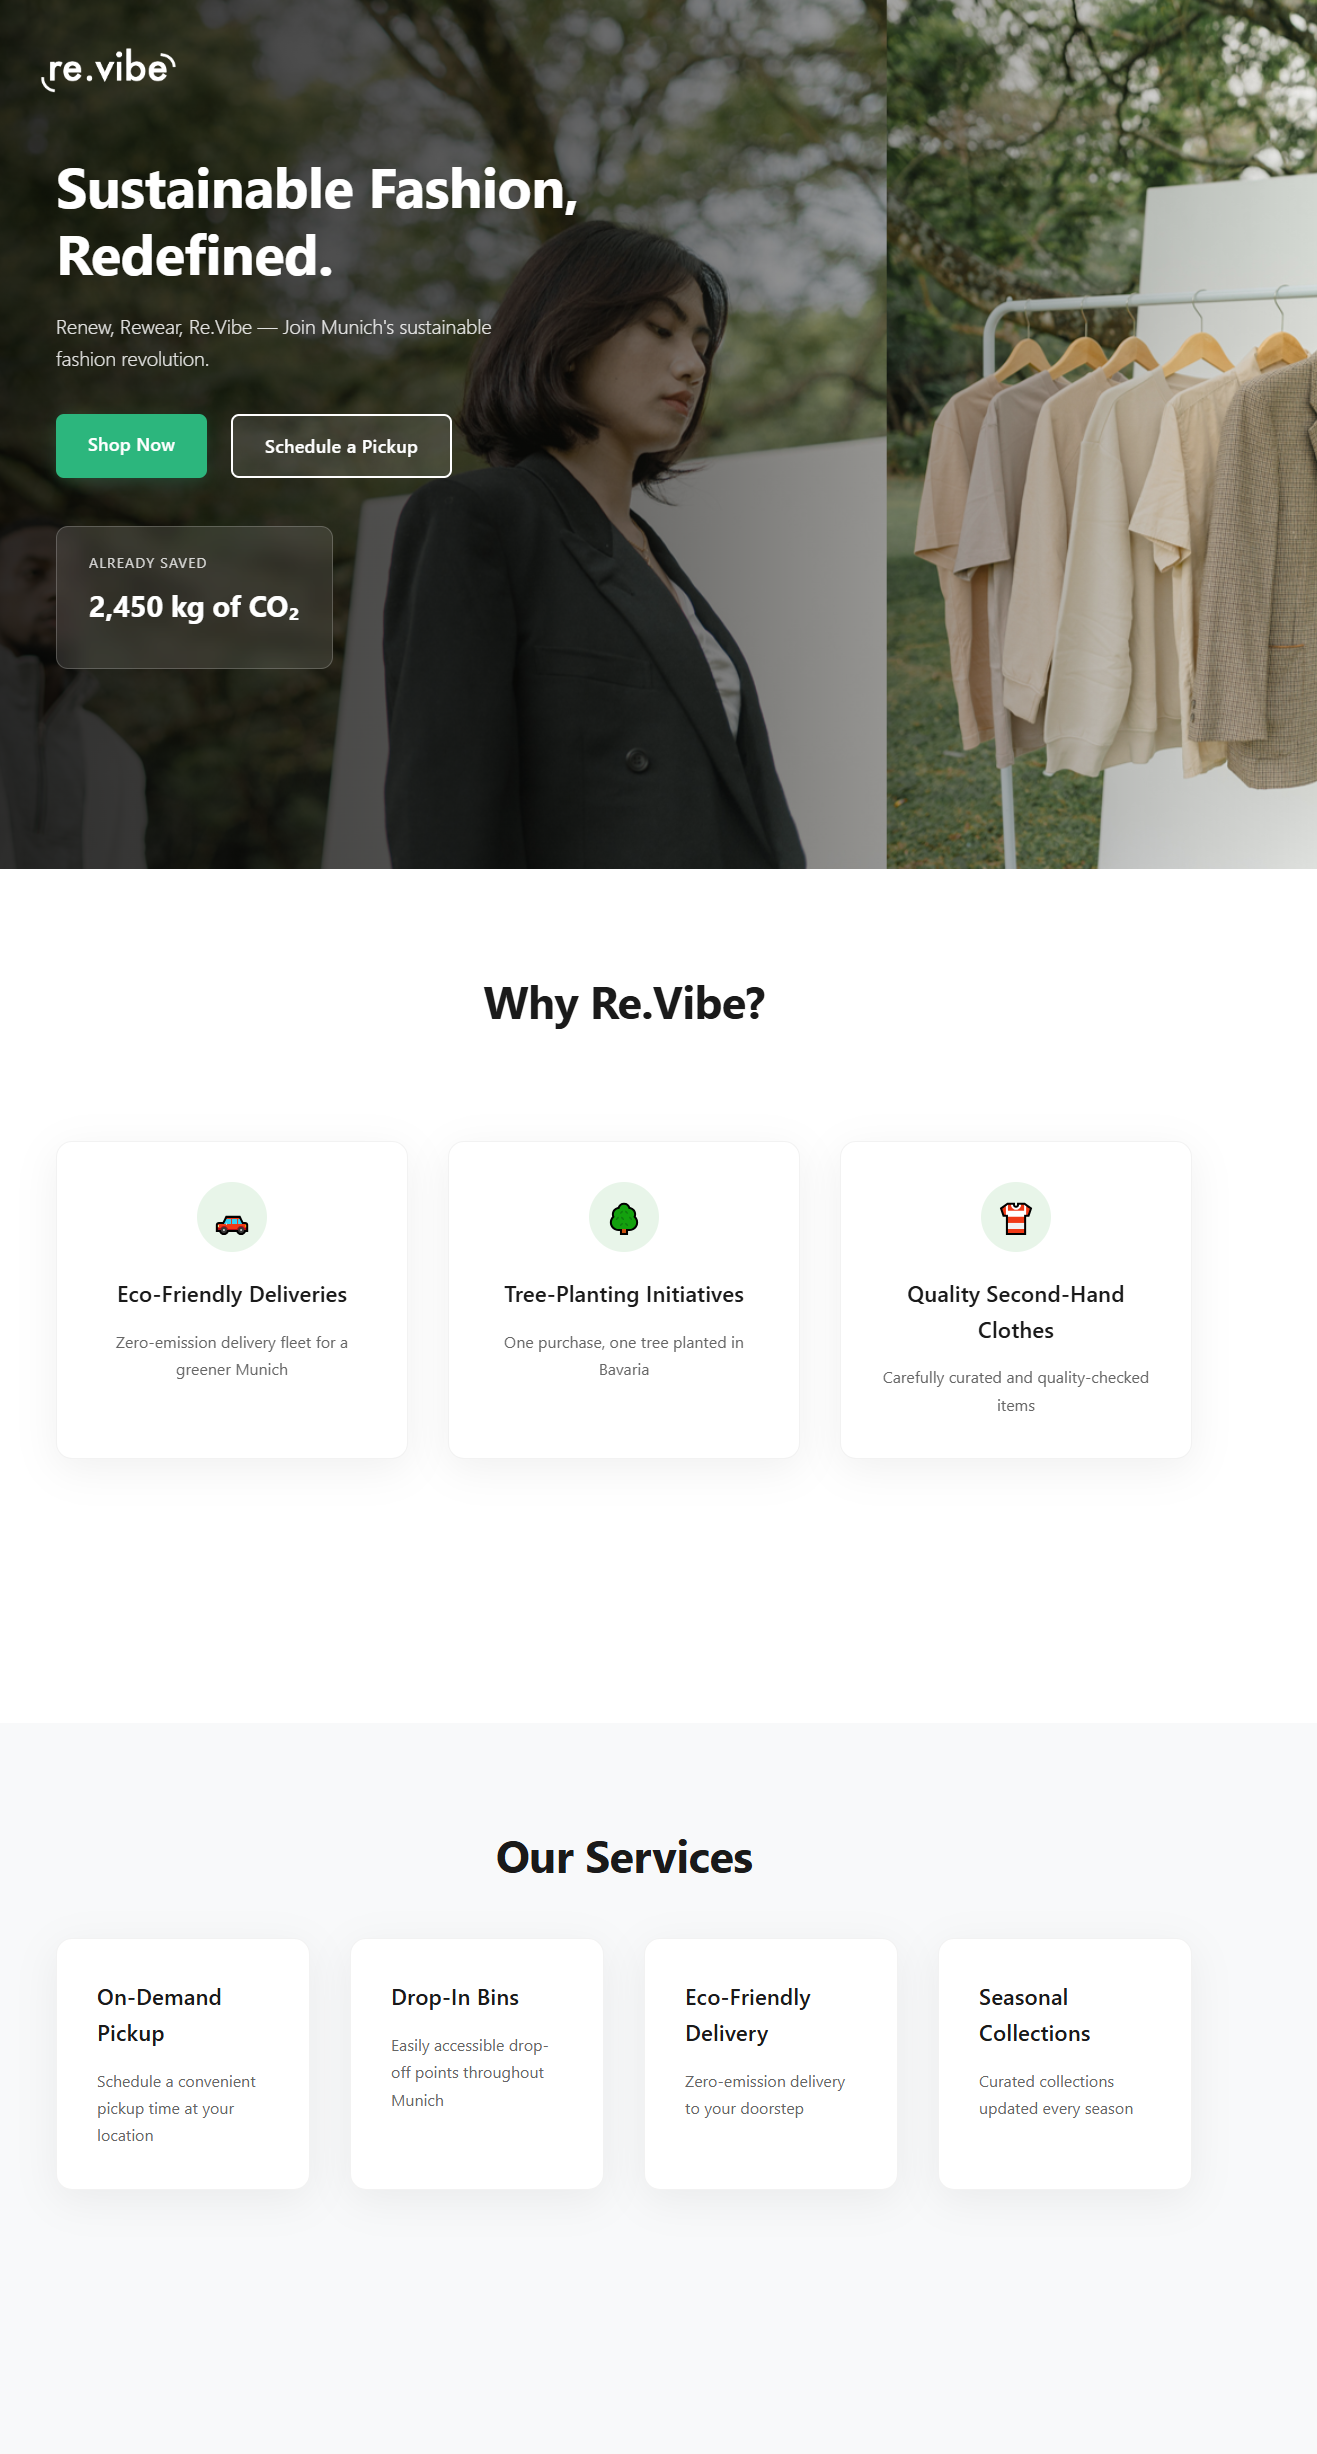 re.vibe
Sustainable Fashion,
Redefined.
Renew, Rewear, Re.Vibe — Join Munich's sustainable
fashion revolution.
Shop Now
Schedule a Pickup
ALREADY SAVED
2,450 kg of CO₂
Why Re.Vibe?
Eco-Friendly Deliveries
Zero-emission delivery fleet for a
greener Munich
Tree-Planting Initiatives
One purchase, one tree planted in
Bavaria
Quality Second-Hand
Clothes
Carefully curated and quality-checked
items
Our Services
On-Demand
Pickup
Schedule a convenient
pickup time at your
location
Drop-In Bins
Easily accessible drop-
off points throughout
Munich
Eco-Friendly
Delivery
Zero-emission delivery
to your doorstep
Seasonal
Collections
Curated collections
updated every season